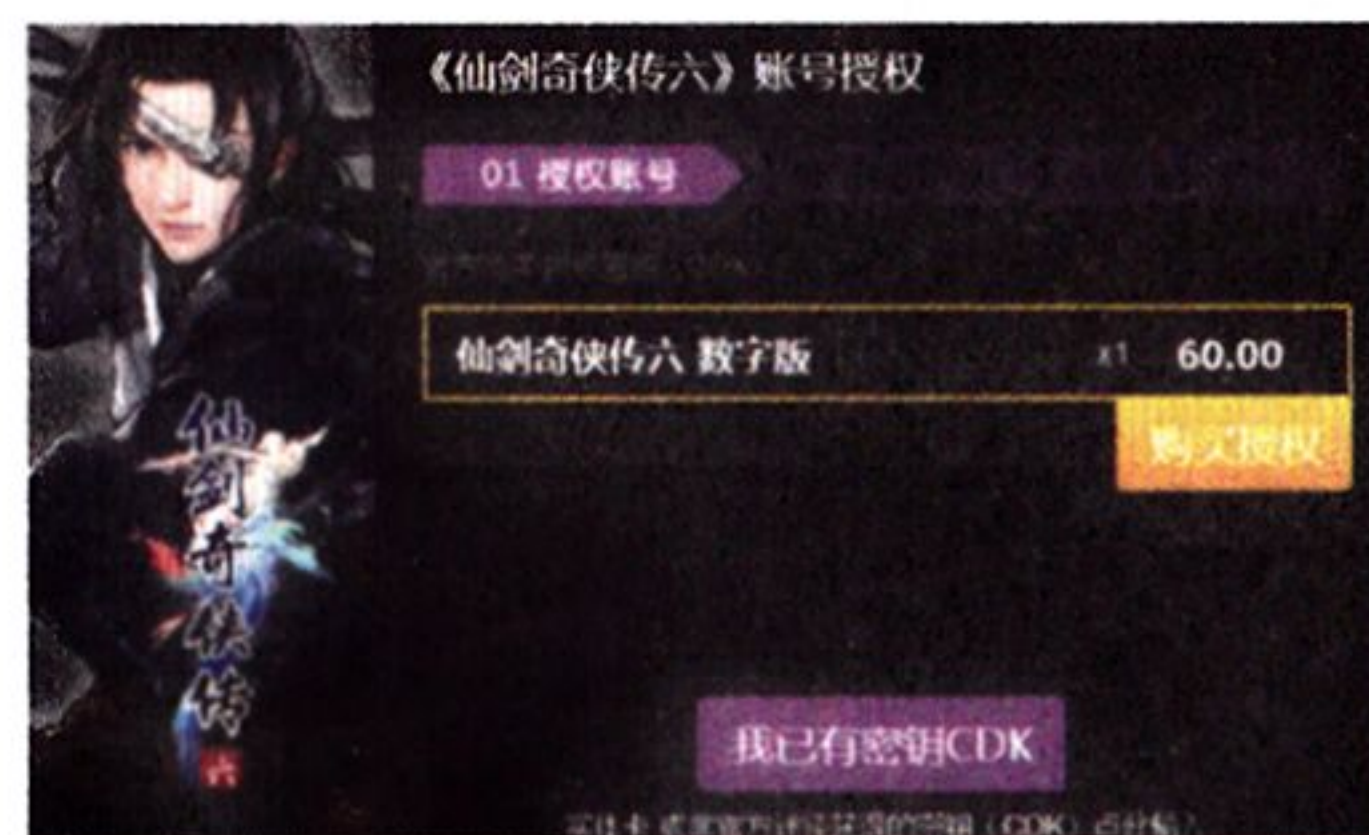 《仙剑奇侠传六》账号授权
01 授权账号
仙剑奇侠传六 数字版 x1 60.00
购买授权
我已有密钥CDK
仙剑奇侠传
六